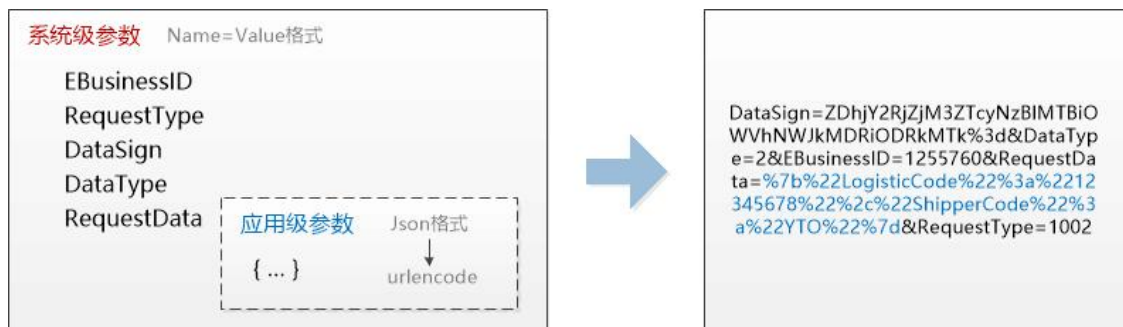 系统级参数 Name=Value格式
EBusinessID
RequestType
DataSign
DataType
RequestData
应用级参数 Json格式
{ ... }
urlencode
DataSign=ZDhjY2RjZjM3ZTcyNzBlMTBiO
WVhNWJkMDRiODRkMTk%3d&DataTyp
e=2&EBusinessID=1255760&RequestDa
ta=%7b%22LogisticCode%22%3a%2212
345678%22%2c%22ShipperCode%22%3
a%22YTO%22%7d&RequestType=1002